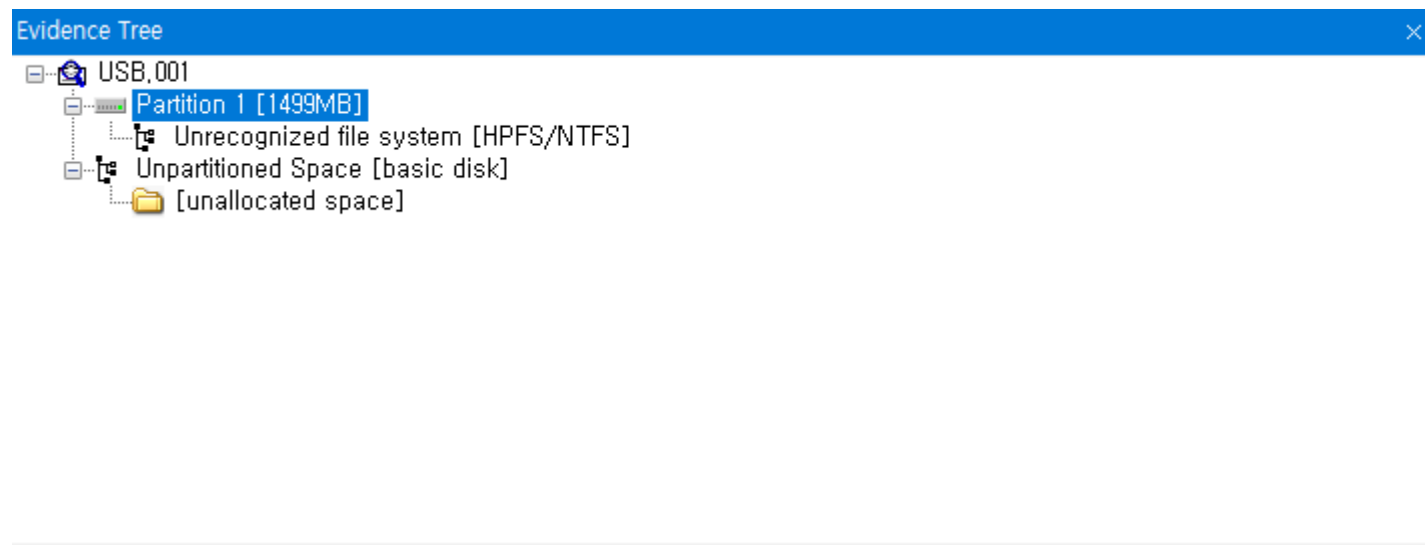 Evidence Tree
USB.001
Partition 1 [1499MB]
Unrecognized file system [HPFS/NTFS]
Unpartitioned Space [basic disk]
[unallocated space]